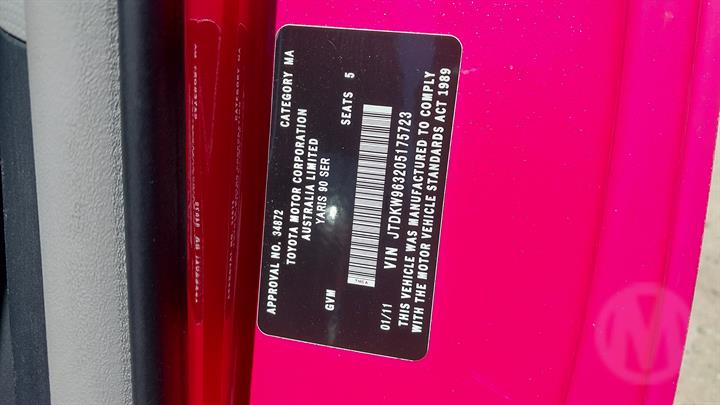 APPROVAL NO. 34872 CATEGORY MA
TOYOTA MOTOR CORPORATION
AUSTRALIA LIMITED
YARIS 90 SER
GVM SEATS 5
01/11 VIN JTDKW963205175723
THIS VEHICLE WAS MANUFACTURED TO COMPLY
WITH THE MOTOR VEHICLE STANDARDS ACT 1989
M